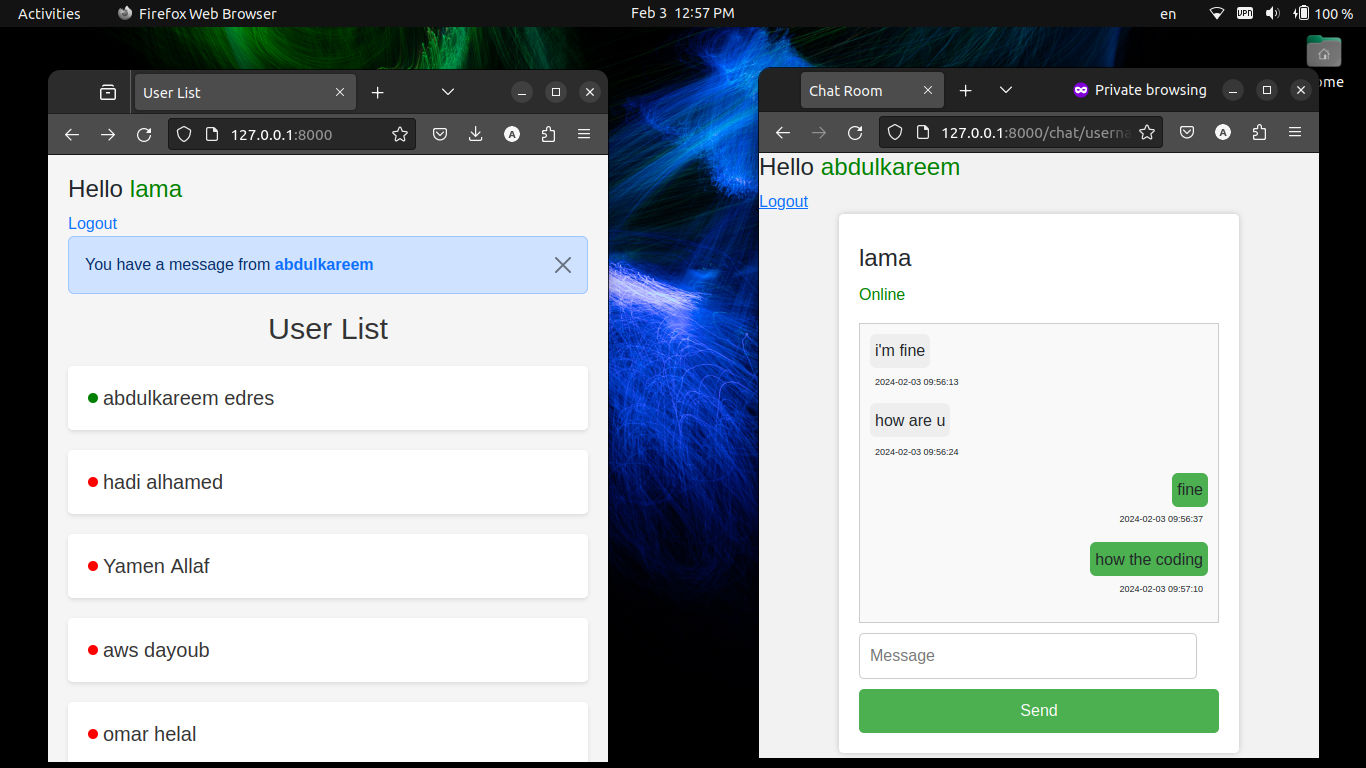 Activities
Firefox Web Browser
Feb 3 12:57 PM
en
VPN
100 %
User List
127.0.0.1:8000
A
Hello lama
Logout
You have a message from abdulkareem
User List
abdulkareem edres
hadi alhamed
Yamen Allaf
aws dayoub
omar helal
Chat Room
Private browsing
127.0.0.1:8000/chat/userna
A
Hello abdulkareem
Logout
lama
Online
i'm fine
2024-02-03 09:56:13
how are u
2024-02-03 09:56:24
fine
2024-02-03 09:56:37
how the coding
2024-02-03 09:57:10
Message
Send
ome